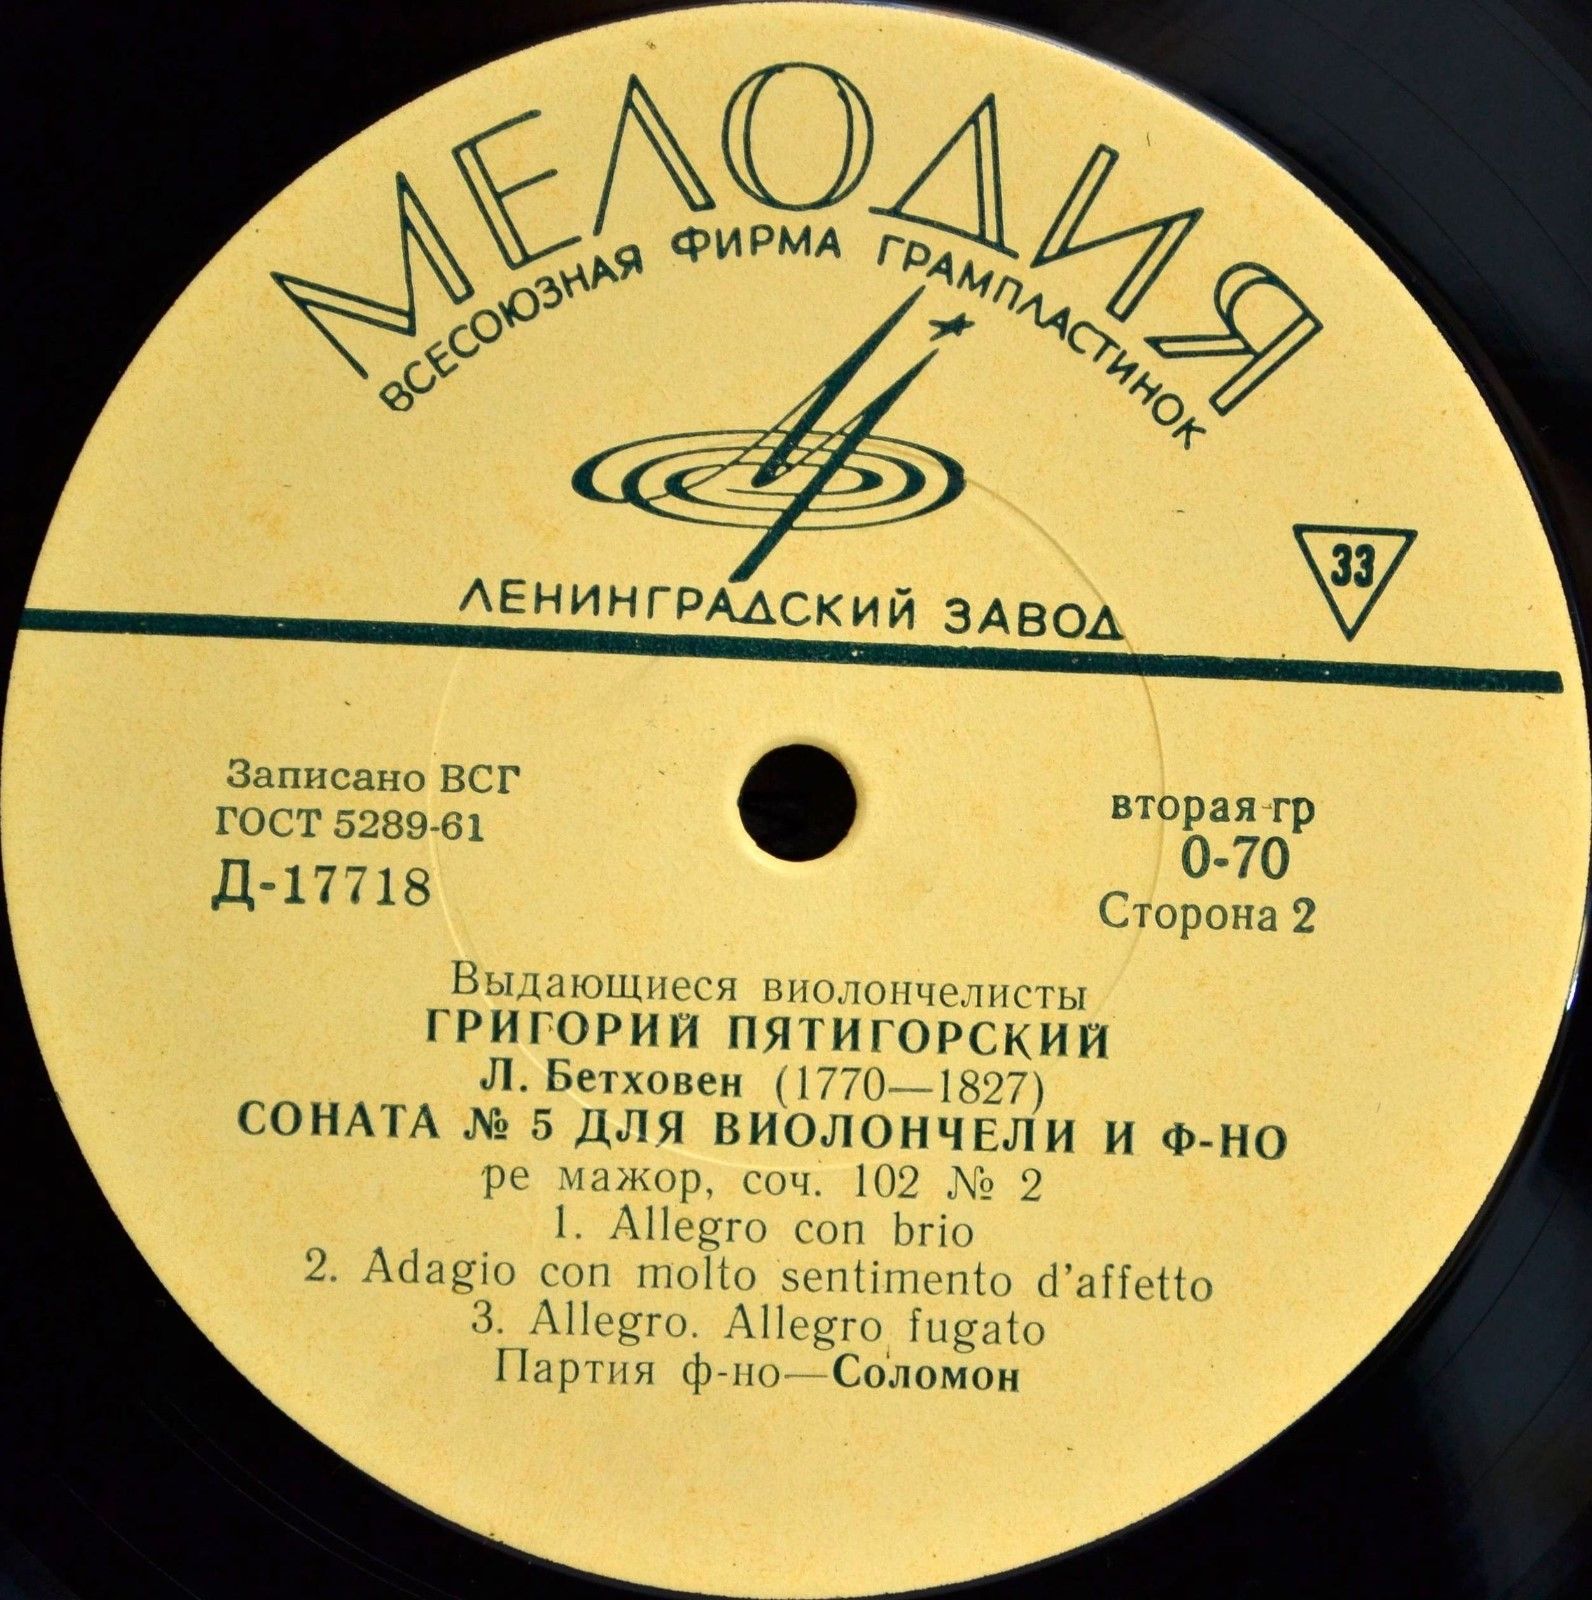 МЕЛОДИЯ
ВСЕСОЮЗНАЯ ФИРМА ГРАМПЛАСТИНОК
33
ЛЕНИНГРАДСКИЙ ЗАВОД
Записано ВСГ
ГОСТ 5289-61
Д-17718
вторая гр
0-70
Сторона 2
Выдающиеся виолончелисты
ГРИГОРИЙ ПЯТИГОРСКИЙ
Л. Бетховен (1770—1827)
СОНАТА № 5 ДЛЯ ВИОЛОНЧЕЛИ И Ф-НО
ре мажор, соч. 102 № 2
1. Allegro con brio
2. Adagio con molto sentimento d'affetto
3. Allegro. Allegro fugato
Партия ф-но—Соломон